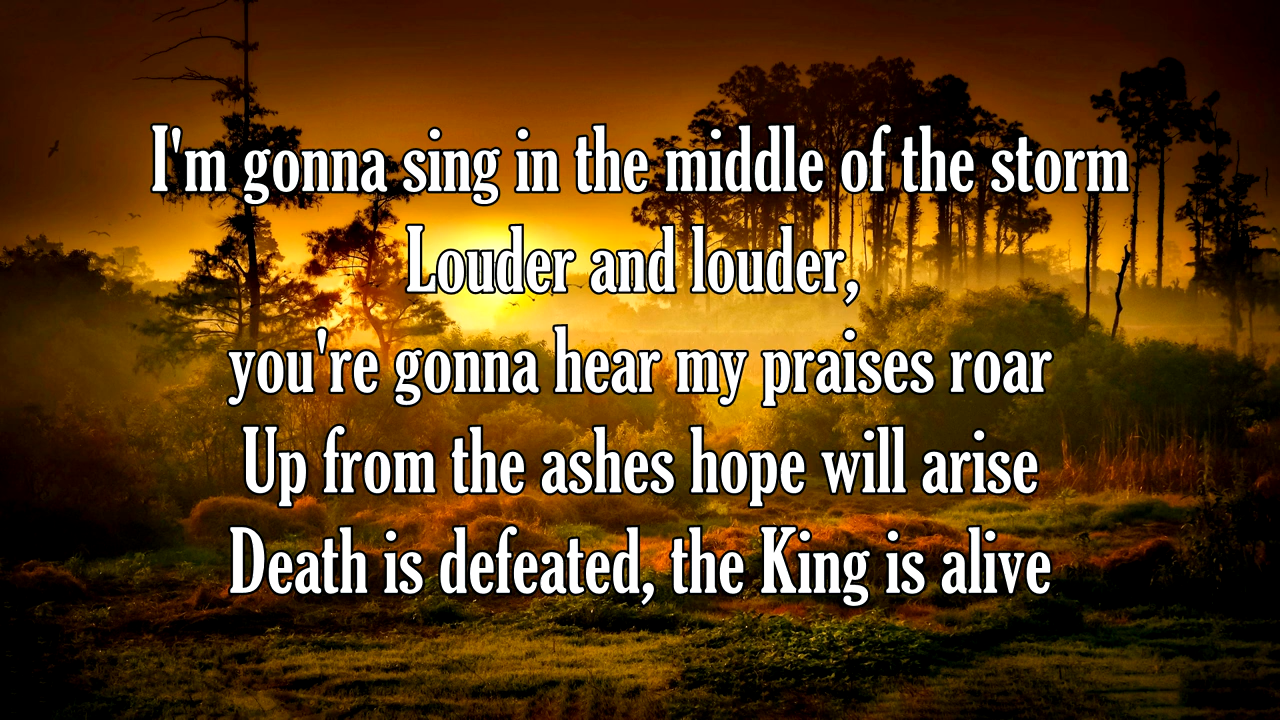 I'm gonna sing in the middle of the storm
Louder and louder,
you're gonna hear my praises roar
Up from the ashes hope will arise
Death is defeated, the King is alive